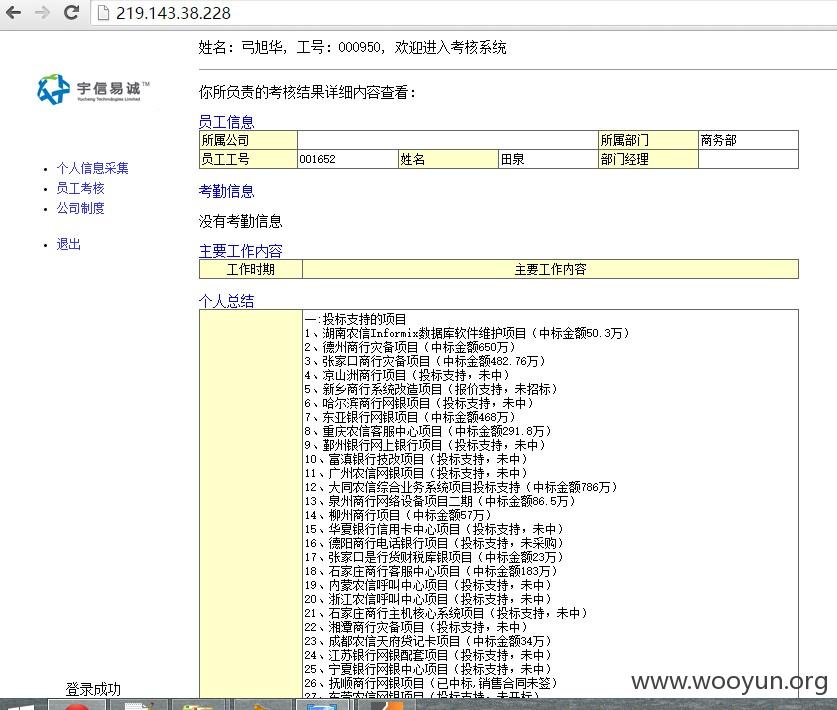 219.143.38.228
姓名：弓旭华，工号：000950，欢迎进入考核系统
宇信易诚™
Yucheng Technologies Limited
个人信息采集
员工考核
公司制度
退出
登录成功
你所负责的考核结果详细内容查看：
员工信息
所属公司 所属部门 商务部
员工工号 001652 姓名 田泉 部门经理
考勤信息
没有考勤信息
主要工作内容
工作时期 主要工作内容
个人总结
一:投标支持的项目
1、湖南农信Informix数据库软件维护项目（中标金额50.3万）
2、德州商行灾备项目（中标金额650万）
3、张家口商行灾备项目（中标金额482.76万）
4、凉山洲商行项目（投标支持，未中）
5、新乡商行系统改造项目（报价支持，未招标）
6、哈尔滨商行网银项目（投标支持，未中）
7、东亚银行网银项目（中标金额468万）
8、重庆农信客服中心项目（中标金额291.8万）
9、鄞州银行网上银行项目（投标支持，未中）
10、富滇银行技改项目（投标支持，未中）
11、广州农信网银项目（投标支持，未中）
12、大同农信综合业务系统项目投标支持（中标金额786万）
13、泉州商行网络设备项目二期（中标金额86.5万）
14、柳州商行项目（中标金额57万）
15、华夏银行信用卡中心项目（投标支持，未中）
16、德阳商行电话银行项目（投标支持，未采购）
17、张家口是行货财税库银项目（中标金额23万）
18、石家庄商行客服中心项目（中标金额183万）
19、内蒙农信呼叫中心项目（投标支持，未中）
20、浙江农信呼叫中心项目（投标支持，未中）
21、石家庄商行主机核心系统项目（投标支持，未中）
22、湘潭商行灾备项目（投标支持，未中）
23、成都农信天府贷记卡项目（中标金额34万）
24、江苏银行网银配套项目（投标支持，未中）
25、宁夏银行网银中心项目（投标支持，未中）
26、抚顺商行网银项目（已中标,销售合同未签）
www.wooyun.org